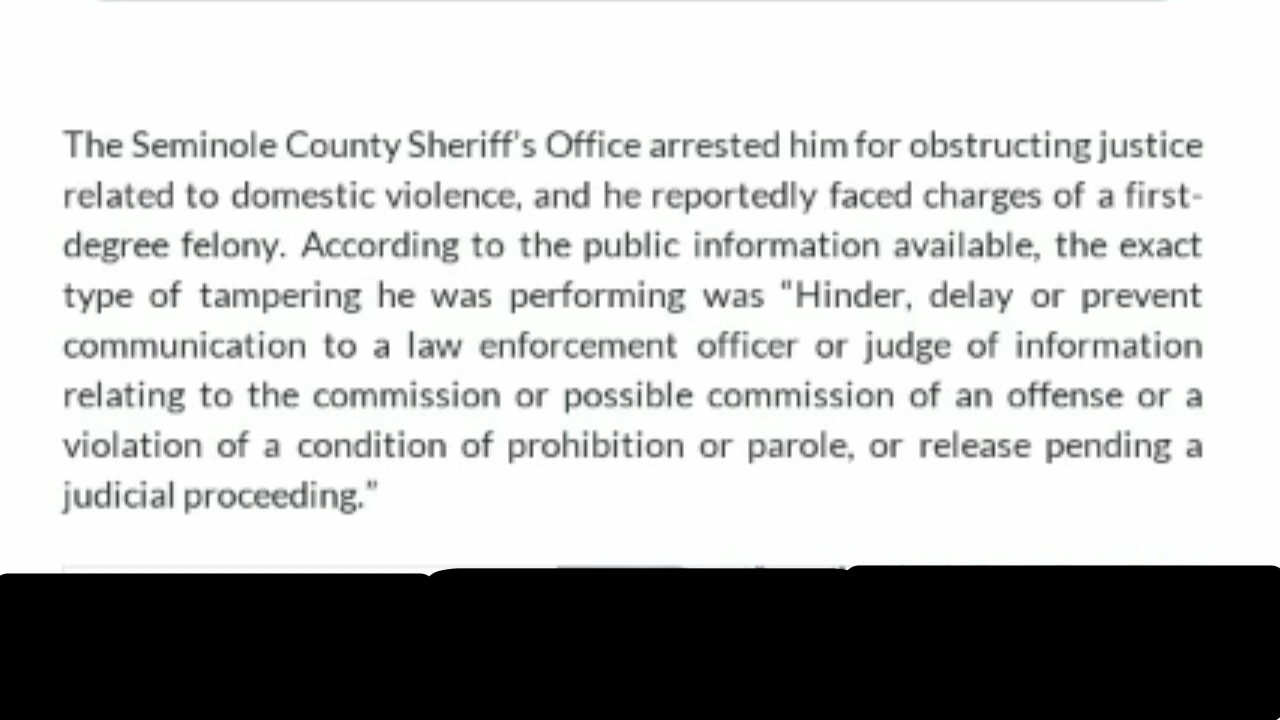 The Seminole County Sheriff's Office arrested him for obstructing justice
related to domestic violence, and he reportedly faced charges of a first-
degree felony. According to the public information available, the exact
type of tampering he was performing was “Hinder, delay or prevent
communication to a law enforcement officer or judge of information
relating to the commission or possible commission of an offense or a
violation of a condition of prohibition or parole, or release pending a
judicial proceeding.”